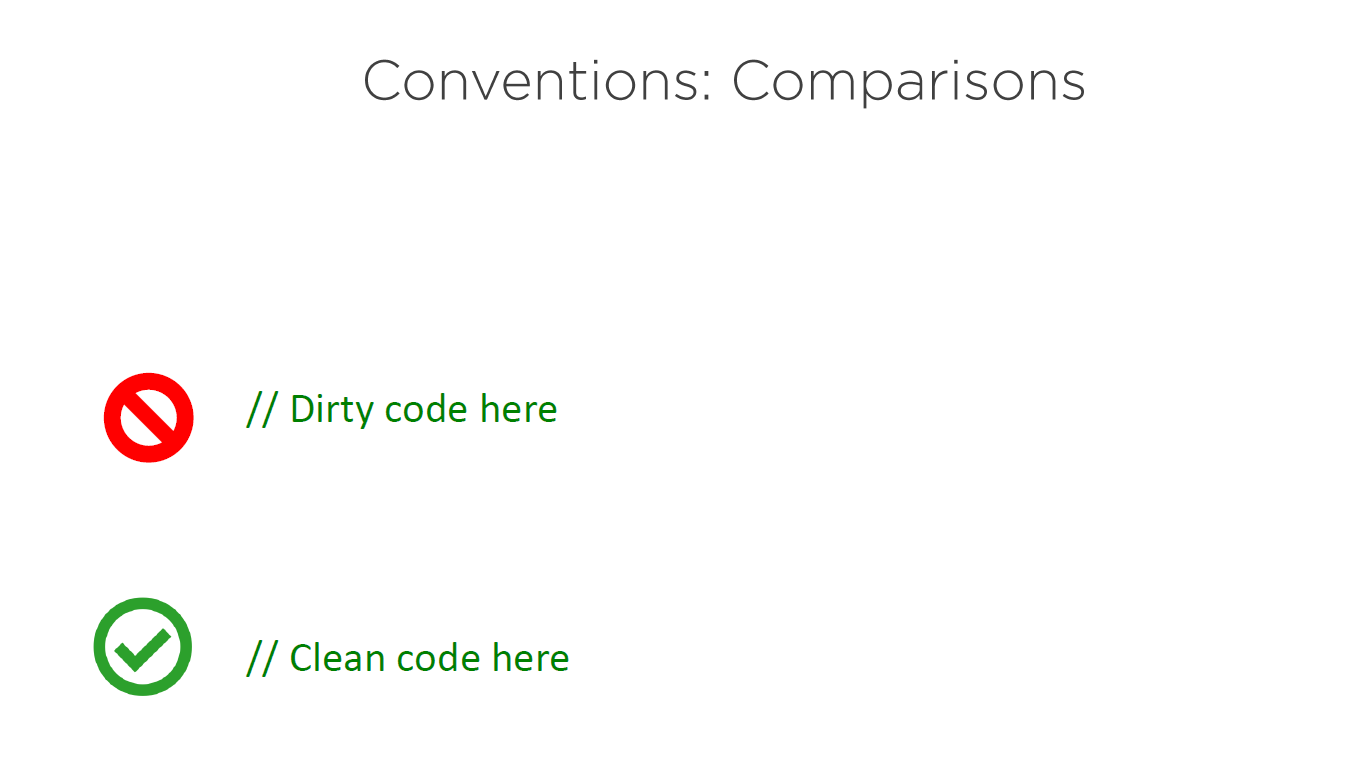 Conventions: Comparisons
// Dirty code here
// Clean code here